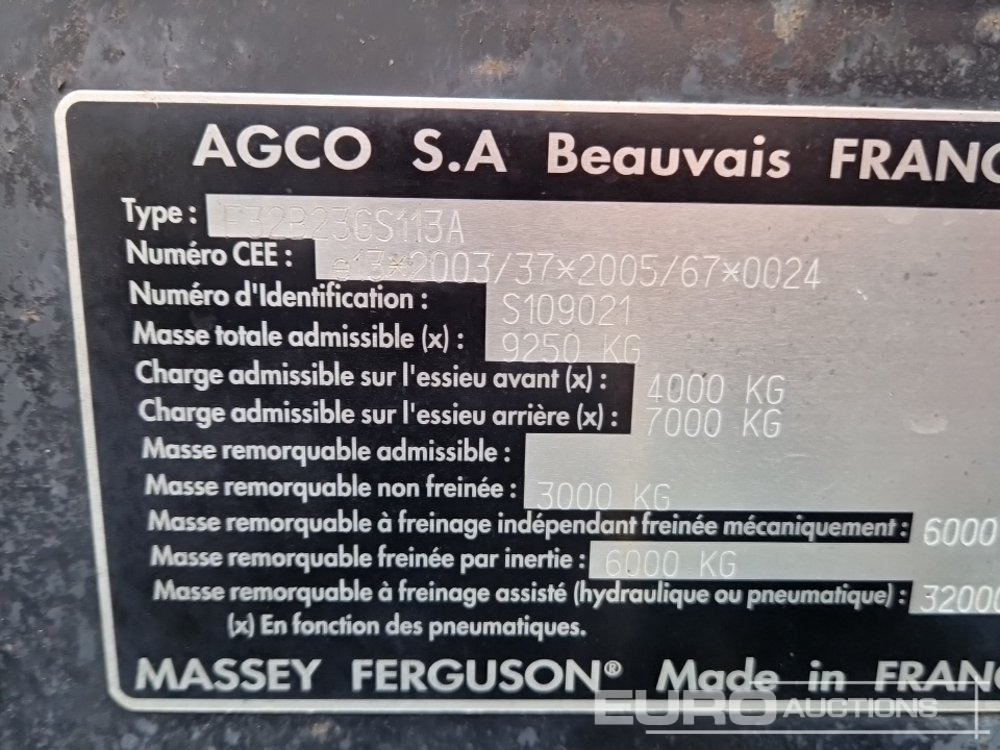 AGCO S.A Beauvais FRANC
Type : E32B23GS113A
Numéro CEE : e13*2003/37*2005/67*0024
Numéro d'Identification : S109021
Masse totale admissible (x) : 9250 KG
Charge admissible sur l'essieu avant (x) : 4000 KG
Charge admissible sur l'essieu arrière (x) : 7000 KG
Masse remorquable admissible :
Masse remorquable non freinée : 3000 KG
Masse remorquable à freinage indépendant freinée mécaniquement : 6000
Masse remorquable freinée par inertie : 6000 KG
Masse remorquable à freinage assisté (hydraulique ou pneumatique) : 32000
(x) En fonction des pneumatiques.
MASSEY FERGUSON® Made in FRANC
EURO AUCTIONS